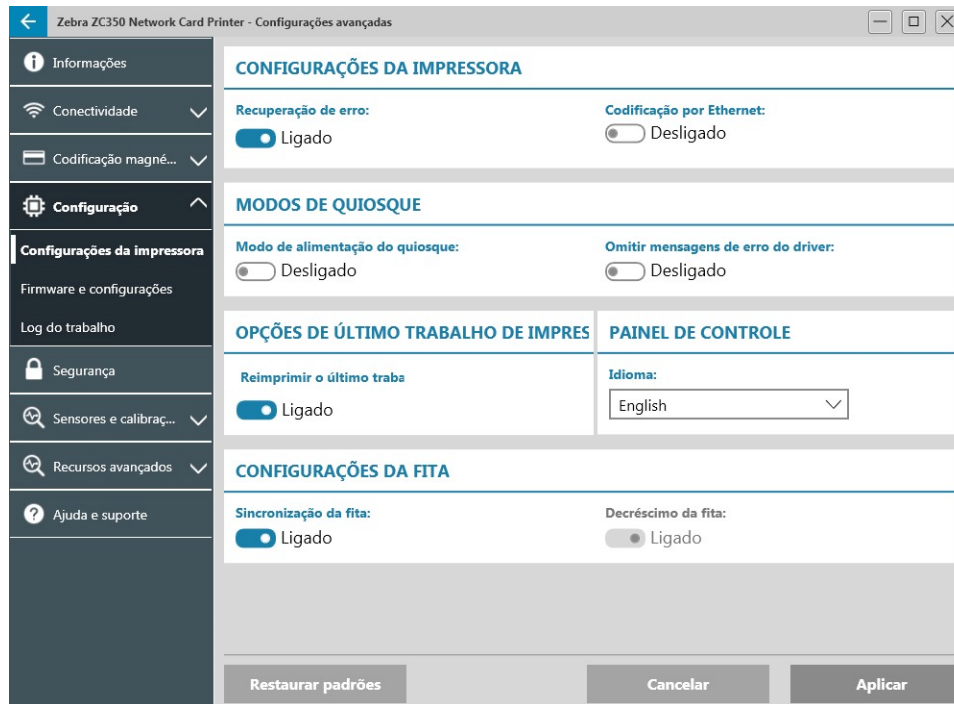 Zebra ZC350 Network Card Printer - Configurações avançadas
Informações
Conectividade
Codificação magné...
Configuração
Configurações da impressora
Firmware e configurações
Log do trabalho
Segurança
Sensores e calibraç...
Recursos avançados
Ajuda e suporte
CONFIGURAÇÕES DA IMPRESSORA
Recuperação de erro:
Ligado
Codificação por Ethernet:
Desligado
MODOS DE QUIOSQUE
Modo de alimentação do quiosque:
Desligado
Omitir mensagens de erro do driver:
Desligado
OPÇÕES DE ÚLTIMO TRABALHO DE IMPRES
Reimprimir o último traba
Ligado
PAINEL DE CONTROLE
Idioma:
English
CONFIGURAÇÕES DA FITA
Sincronização da fita:
Ligado
Decréscimo da fita:
Ligado
Restaurar padrões
Cancelar
Aplicar